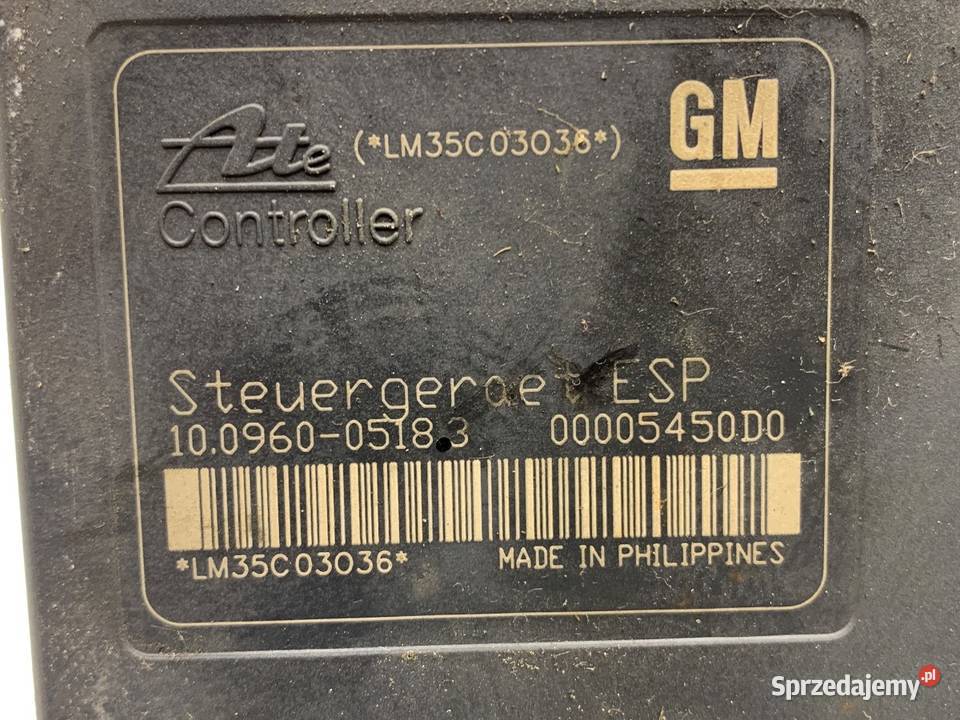 Ate (*LM35C03036*) GM
Controller
Steuergeraet ESP
10.0960-0518.3 00005450D0
*LM35C03036* MADE IN PHILIPPINES
Sprzedajemy.pl